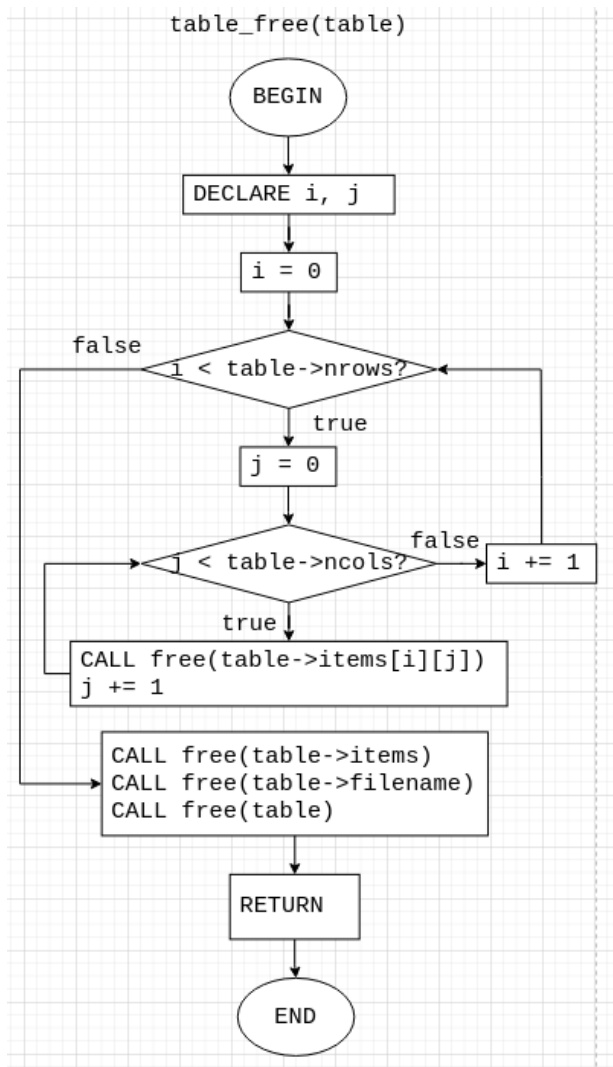 table_free(table)
BEGIN
DECLARE i, j
i = 0
false
i < table->nrows?
true
j = 0
j < table->ncols?
false
i += 1
true
CALL free(table->items[i][j])
j += 1
CALL free(table->items)
CALL free(table->filename)
CALL free(table)
RETURN
END